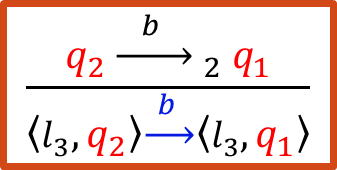 q₂ —b→ ₂ q₁
⟨l₃, q₂⟩ —b→ ⟨l₃, q₁⟩